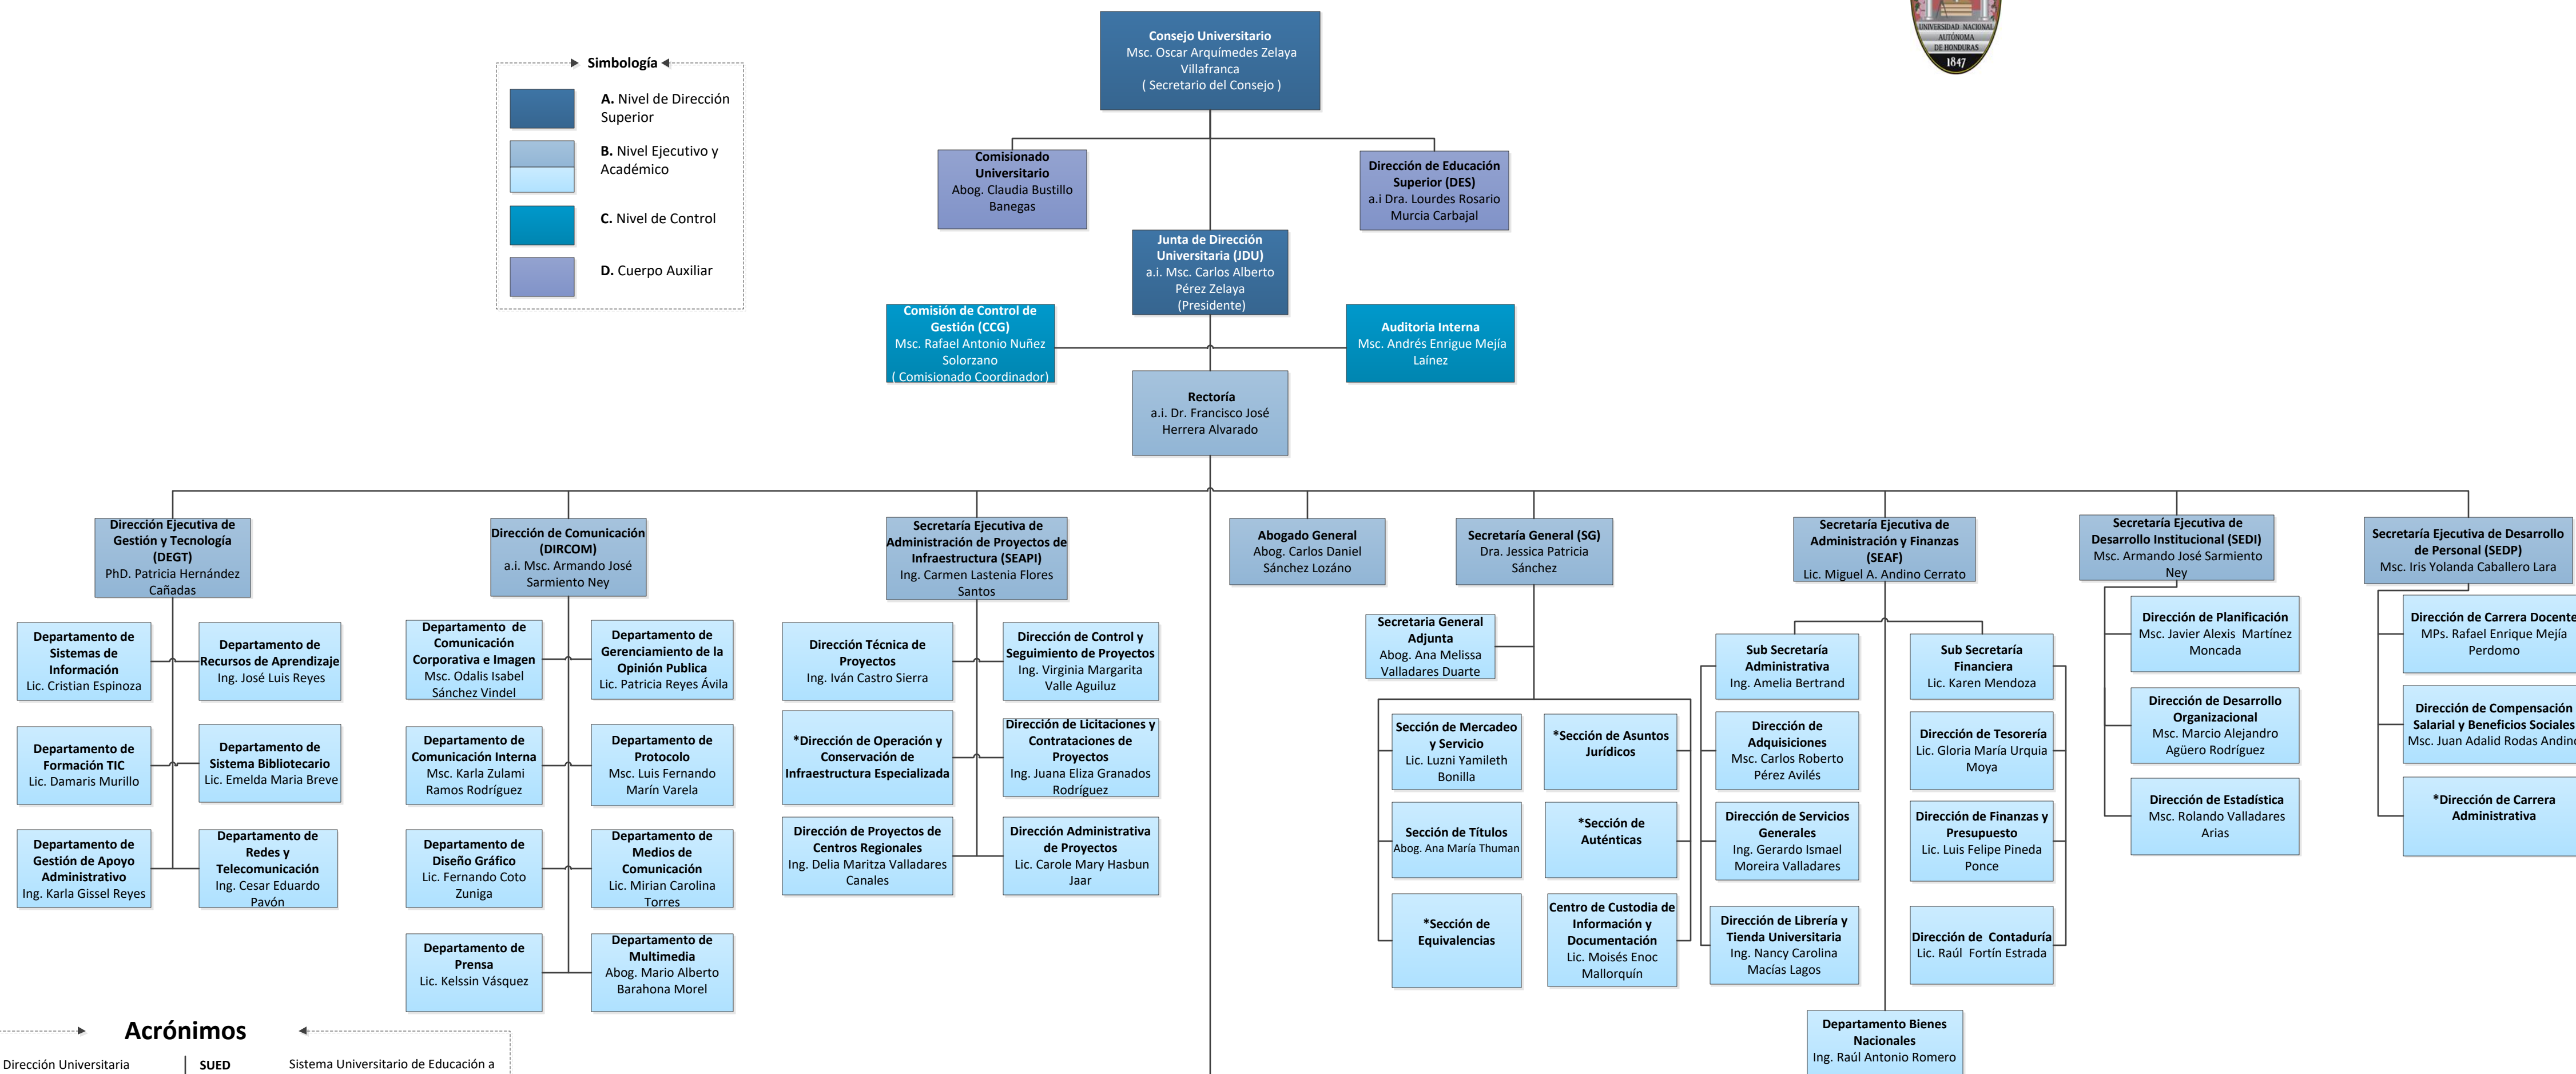 UNIVERSIDAD NACIONAL
AUTÓNOMA
DE HONDURAS
1847
Simbología
A. Nivel de Dirección
Superior
B. Nivel Ejecutivo y
Académico
C. Nivel de Control
D. Cuerpo Auxiliar
Consejo Universitario
Msc. Oscar Arquímedes Zelaya
Villafranca
( Secretario del Consejo )
Comisionado
Universitario
Abog. Claudia Bustillo
Banegas
Dirección de Educación
Superior (DES)
a.i Dra. Lourdes Rosario
Murcia Carbajal
Junta de Dirección
Universitaria (JDU)
a.i. Msc. Carlos Alberto
Pérez Zelaya
(Presidente)
Comisión de Control de
Gestión (CCG)
Msc. Rafael Antonio Nuñez
Solorzano
( Comisionado Coordinador)
Auditoria Interna
Msc. Andrés Enrigue Mejía
Laínez
Rectoría
a.i. Dr. Francisco José
Herrera Alvarado
Dirección Ejecutiva de
Gestión y Tecnología
(DEGT)
PhD. Patricia Hernández
Cañadas
Departamento de
Sistemas de
Información
Lic. Cristian Espinoza
Departamento de
Recursos de Aprendizaje
Ing. José Luis Reyes
Departamento de
Formación TIC
Lic. Damaris Murillo
Departamento de
Sistema Bibliotecario
Lic. Emelda Maria Breve
Departamento de
Gestión de Apoyo
Administrativo
Ing. Karla Gissel Reyes
Departamento de
Redes y
Telecomunicación
Ing. Cesar Eduardo
Pavón
Dirección de Comunicación
(DIRCOM)
a.i. Msc. Armando José
Sarmiento Ney
Departamento  de
Comunicación
Corporativa e Imagen
Msc. Odalis Isabel
Sánchez Vindel
Departamento de
Gerenciamiento de la
Opinión Publica
Lic. Patricia Reyes Ávila
Departamento de
Comunicación Interna
Msc. Karla Zulami
Ramos Rodríguez
Departamento de
Protocolo
Msc. Luis Fernando
Marín Varela
Departamento de
Diseño Gráfico
Lic. Fernando Coto
Zuniga
Departamento de
Medios de
Comunicación
Lic. Mirian Carolina
Torres
Departamento de
Prensa
Lic. Kelssin Vásquez
Departamento de
Multimedia
Abog. Mario Alberto
Barahona Morel
Secretaría Ejecutiva de
Administración de Proyectos de
Infraestructura (SEAPI)
Ing. Carmen Lastenia Flores
Santos
Dirección Técnica de
Proyectos
Ing. Iván Castro Sierra
Dirección de Control y
Seguimiento de Proyectos
Ing. Virginia Margarita
Valle Aguiluz
*Dirección de Operación y
Conservación de
Infraestructura Especializada
Dirección de Licitaciones y
Contrataciones de
Proyectos
Ing. Juana Eliza Granados
Rodríguez
Dirección de Proyectos de
Centros Regionales
Ing. Delia Maritza Valladares
Canales
Dirección Administrativa
de Proyectos
Lic. Carole Mary Hasbun
Jaar
Abogado General
Abog. Carlos Daniel
Sánchez Lozáno
Secretaría General (SG)
Dra. Jessica Patricia
Sánchez
Secretaria General
Adjunta
Abog. Ana Melissa
Valladares Duarte
Sección de Mercadeo
y Servicio
Lic. Luzni Yamileth
Bonilla
*Sección de Asuntos
Jurídicos
Sección de Títulos
Abog. Ana María Thuman
*Sección de
Auténticas
*Sección de
Equivalencias
Centro de Custodia de
Información y
Documentación
Lic. Moisés Enoc
Mallorquín
Secretaría Ejecutiva de
Administración y Finanzas
(SEAF)
Lic. Miguel A. Andino Cerrato
Sub Secretaría
Administrativa
Ing. Amelia Bertrand
Sub Secretaría
Financiera
Lic. Karen Mendoza
Dirección de
Adquisiciones
Msc. Carlos Roberto
Pérez Avilés
Dirección de Tesorería
Lic. Gloria María Urquia
Moya
Dirección de Servicios
Generales
Ing. Gerardo Ismael
Moreira Valladares
Dirección de Finanzas y
Presupuesto
Lic. Luis Felipe Pineda
Ponce
Dirección de Librería y
Tienda Universitaria
Ing. Nancy Carolina
Macías Lagos
Dirección de  Contaduría
Lic. Raúl  Fortín Estrada
Departamento Bienes
Nacionales
Ing. Raúl Antonio Romero
Secretaría Ejecutiva de
Desarrollo Institucional (SEDI)
Msc. Armando José Sarmiento
Ney
Dirección de Planificación
Msc. Javier Alexis  Martínez
Moncada
Dirección de Desarrollo
Organizacional
Msc. Marcio Alejandro
Agüero Rodríguez
Dirección de Estadística
Msc. Rolando Valladares
Arias
Secretaría Ejecutiva de Desarrollo
de Personal (SEDP)
Msc. Iris Yolanda Caballero Lara
Dirección de Carrera Docente
MPs. Rafael Enrique Mejía
Perdomo
Dirección de Compensación
Salarial y Beneficios Sociales
Msc. Juan Adalid Rodas Andino
*Dirección de Carrera
Administrativa
Acrónimos
Dirección Universitaria
SUED
Sistema Universitario de Educación a